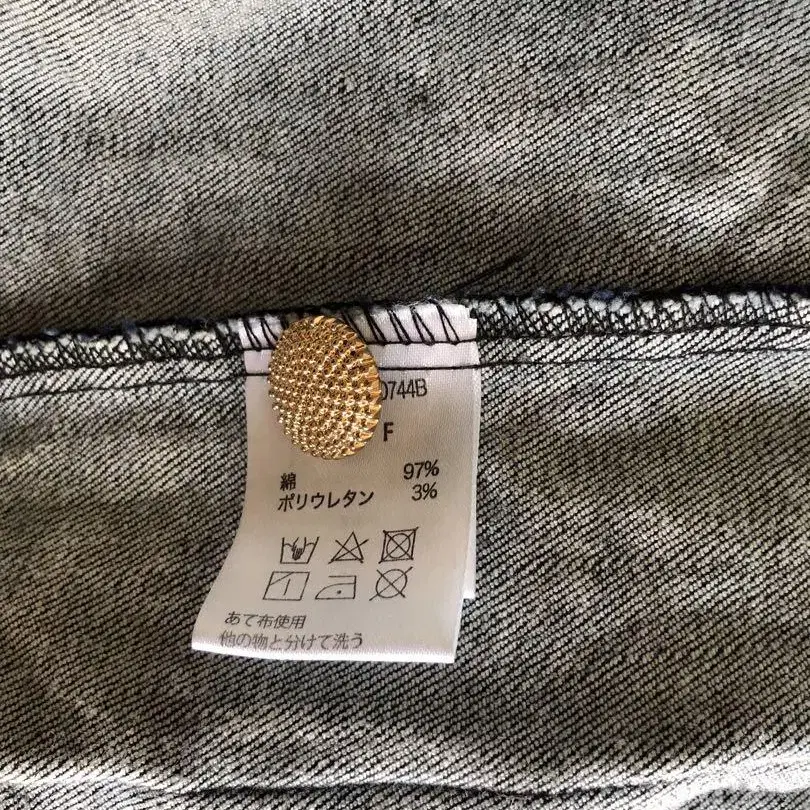 0744B
F
綿 97%
ポリウレタン 3%
あて布使用
他の物と分けて洗う